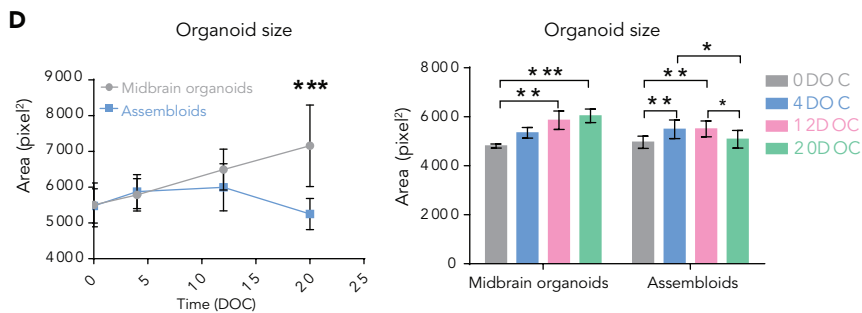 D
Organoid size
Area (pixel²)
9000
8000
7000
6000
5000
4000
Midbrain organoids
Assembloids
***
0
5
10
15
20
25
Time (DOC)
Organoid size
Area (pixel²)
8000
6000
4000
2000
0
***
**
*
**
**
*
Midbrain organoids
Assembloids
0DOC
4DOC
12DOC
20DOC